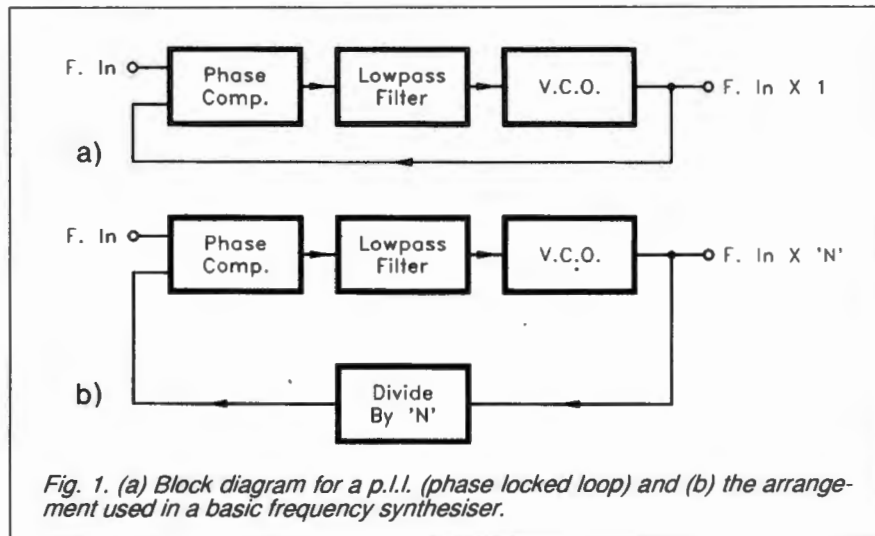 F. In
Phase
Comp.
Lowpass
Filter
V.C.O.
F. In X 1
a)
F. In
Phase
Comp.
Lowpass
Filter
V.C.O.
F. In X 'N'
b)
Divide
By 'N'
Fig. 1. (a) Block diagram for a p.l.l. (phase locked loop) and (b) the arrange-
ment used in a basic frequency synthesiser.